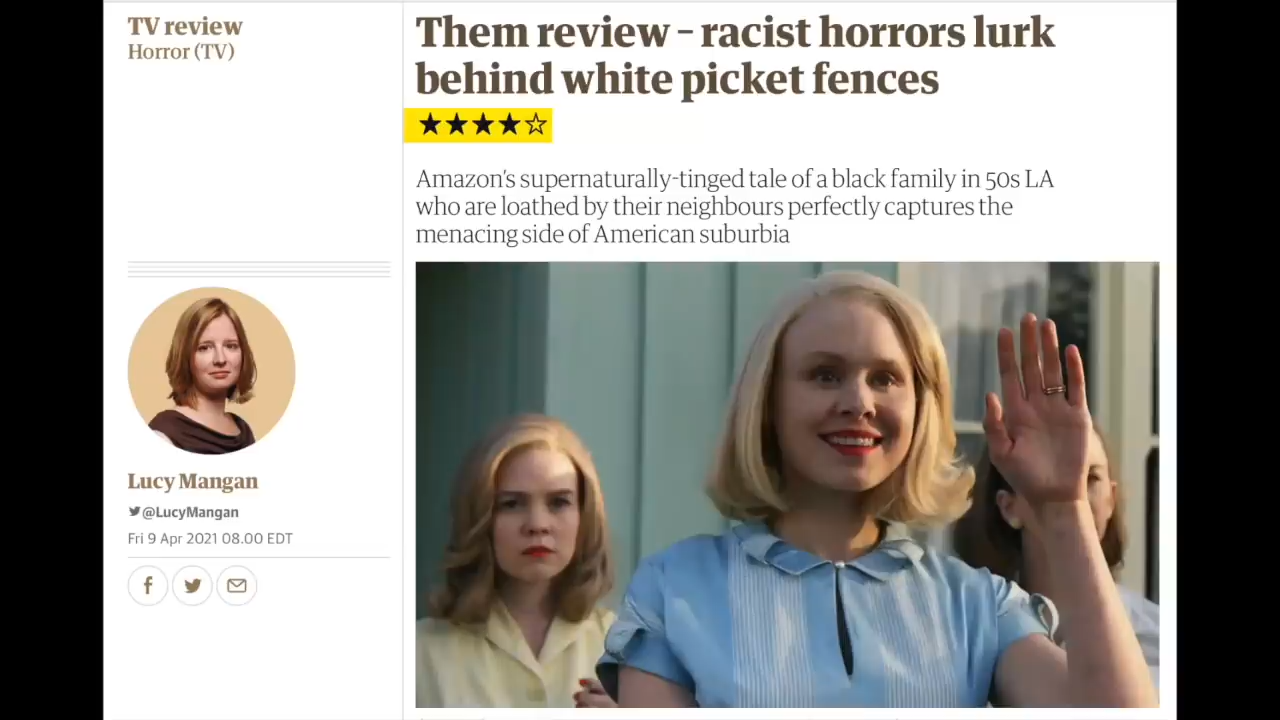 TV review
Horror (TV)
Them review – racist horrors lurk
behind white picket fences
★★★★☆
Amazon's supernaturally-tinged tale of a black family in 50s LA
who are loathed by their neighbours perfectly captures the
menacing side of American suburbia
Lucy Mangan
@LucyMangan
Fri 9 Apr 2021 08.00 EDT